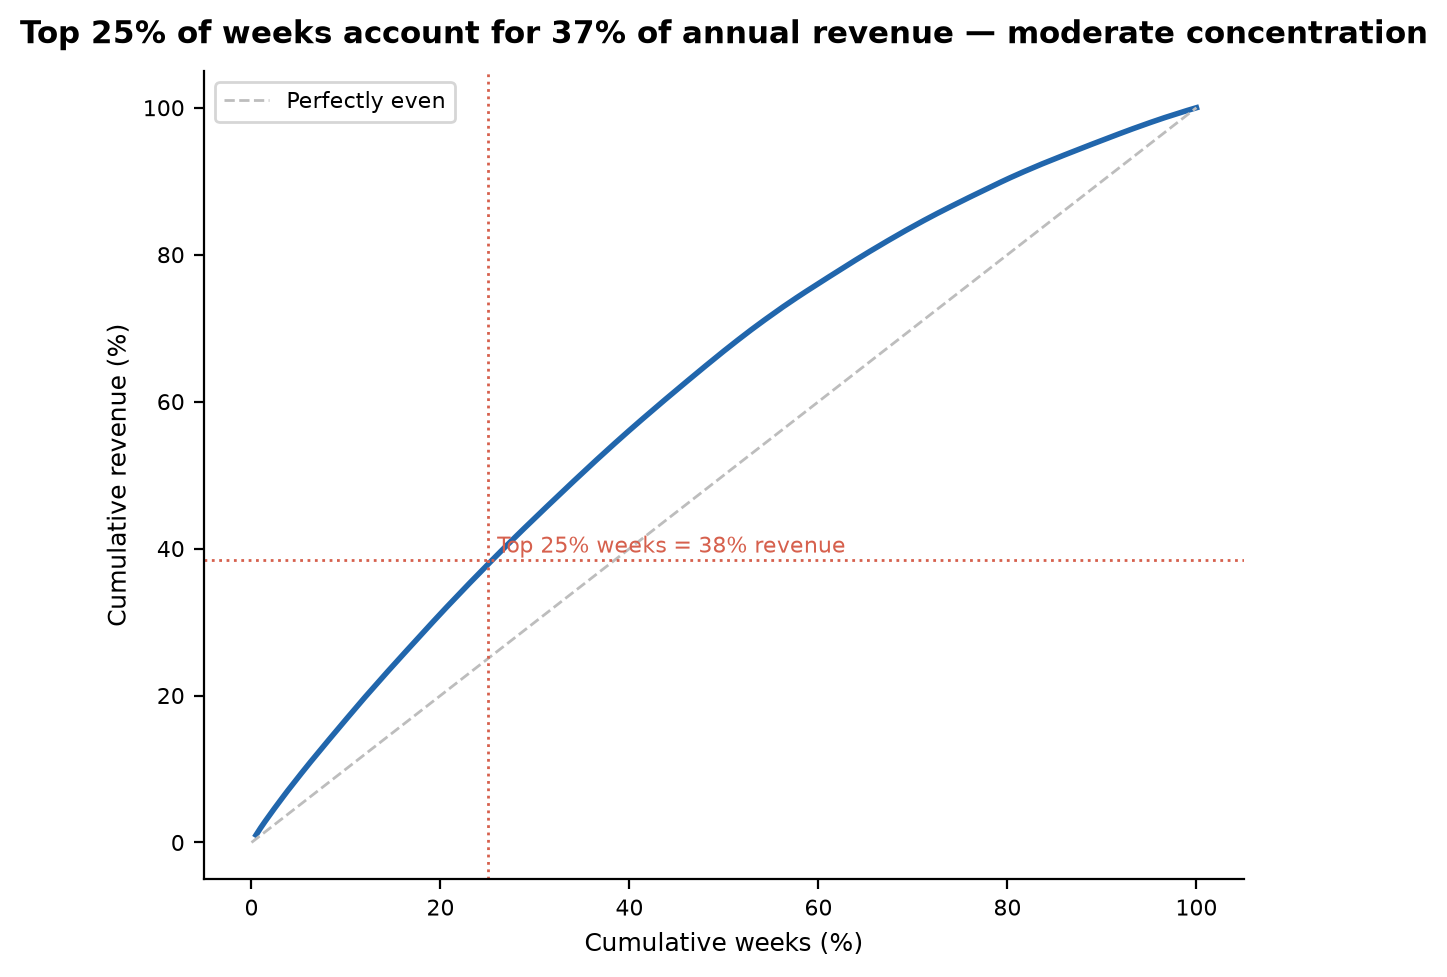 Top 25% of weeks account for 37% of annual revenue — moderate concentration
Perfectly even
100
80
60
40
20
0
Cumulative revenue (%)
Top 25% weeks = 38% revenue
0
20
40
60
80
100
Cumulative weeks (%)